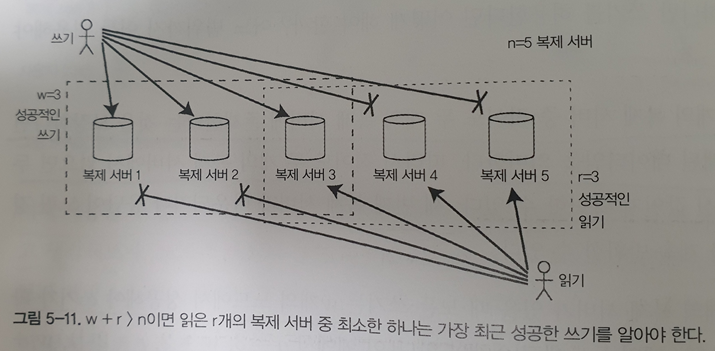 쓰기
n=5 복제 서버
w=3
성공적인
쓰기
복제 서버 1
복제 서버 2
복제 서버 3
복제 서버 4
복제 서버 5
r=3
성공적인
읽기
읽기
그림 5-11. w + r > n이면 읽은 r개의 복제 서버 중 최소한 하나는 가장 최근 성공한 쓰기를 알아야 한다.